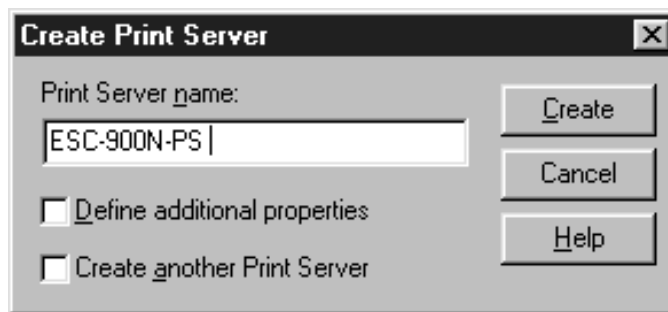 Create Print Server
Print Server name:
ESC-900N-PS
Create
Cancel
Define additional properties
Help
Create another Print Server